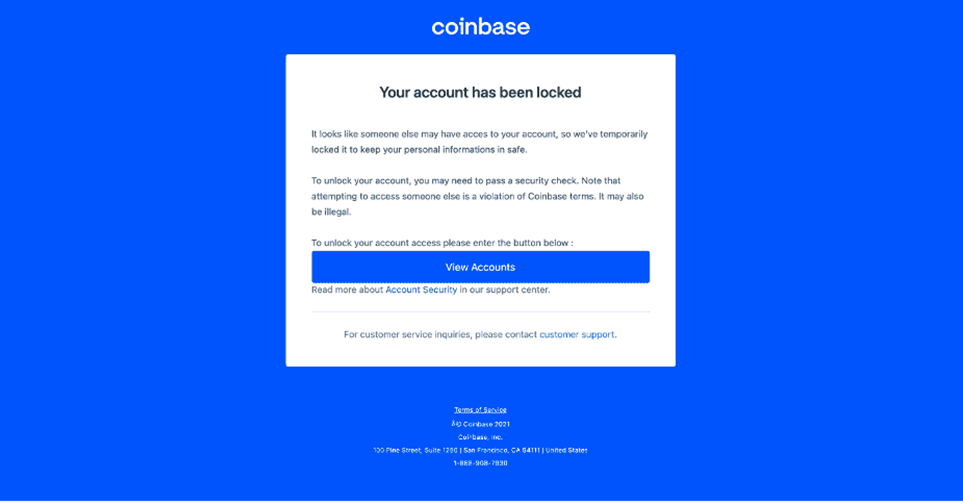 coinbase
Your account has been locked
It looks like someone else may have acces to your account, so we've temporarily
locked it to keep your personal informations in safe.
To unlock your account, you may need to pass a security check. Note that
attempting to access someone else is a violation of Coinbase terms. It may also
be illegal.
To unlock your account access please enter the button below :
View Accounts
Read more about Account Security in our support center.
For customer service inquiries, please contact customer support.
Terms of Service
Â© Coinbase 2021
Coinbase, Inc.
100 Pine Street, Suite 1250 | San Francisco, CA 94111 | United States
1-888-908-7930